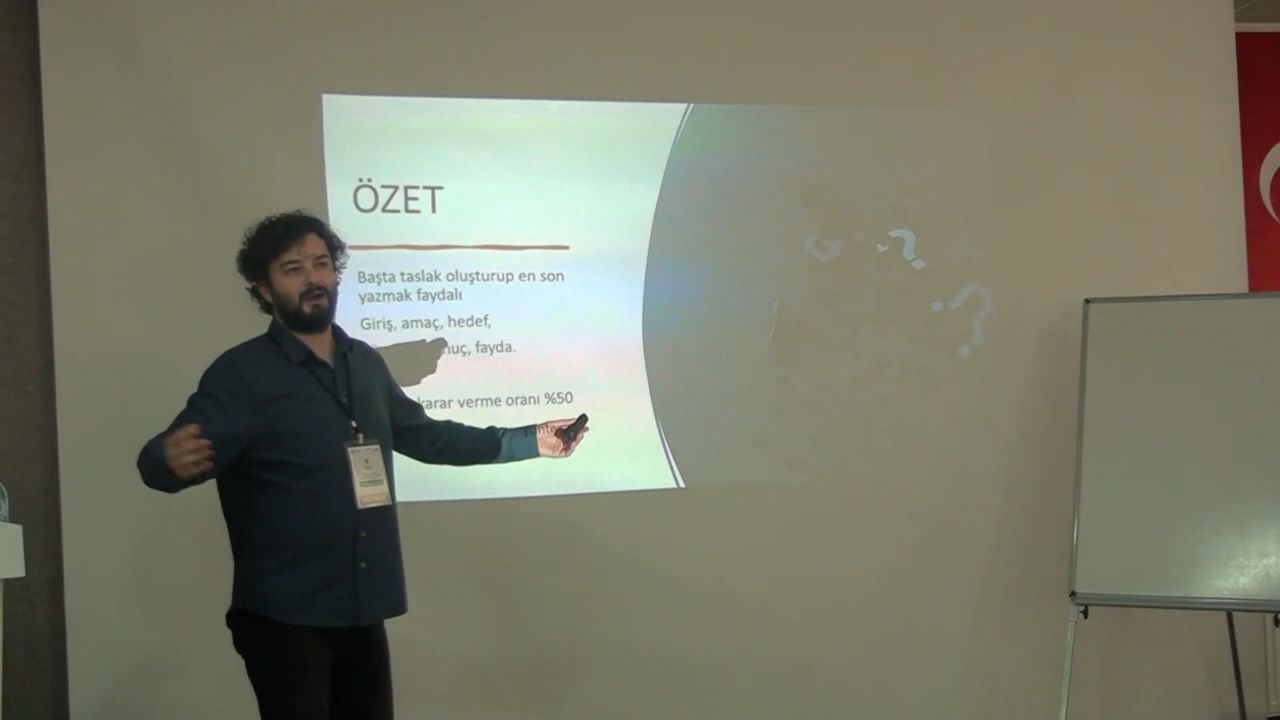 ÖZET
Başta taslak oluşturup en son
yazmak faydalı
Giriş, amaç, hedef,
nuç, fayda.
karar verme oranı %50